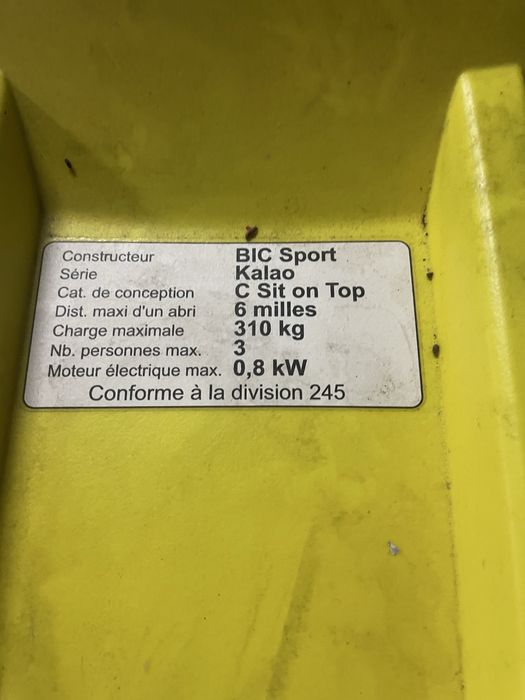 Constructeur BIC Sport
Série Kalao
Cat. de conception C Sit on Top
Dist. maxi d'un abri 6 milles
Charge maximale 310 kg
Nb. personnes max. 3
Moteur électrique max. 0,8 kW
Conforme à la division 245